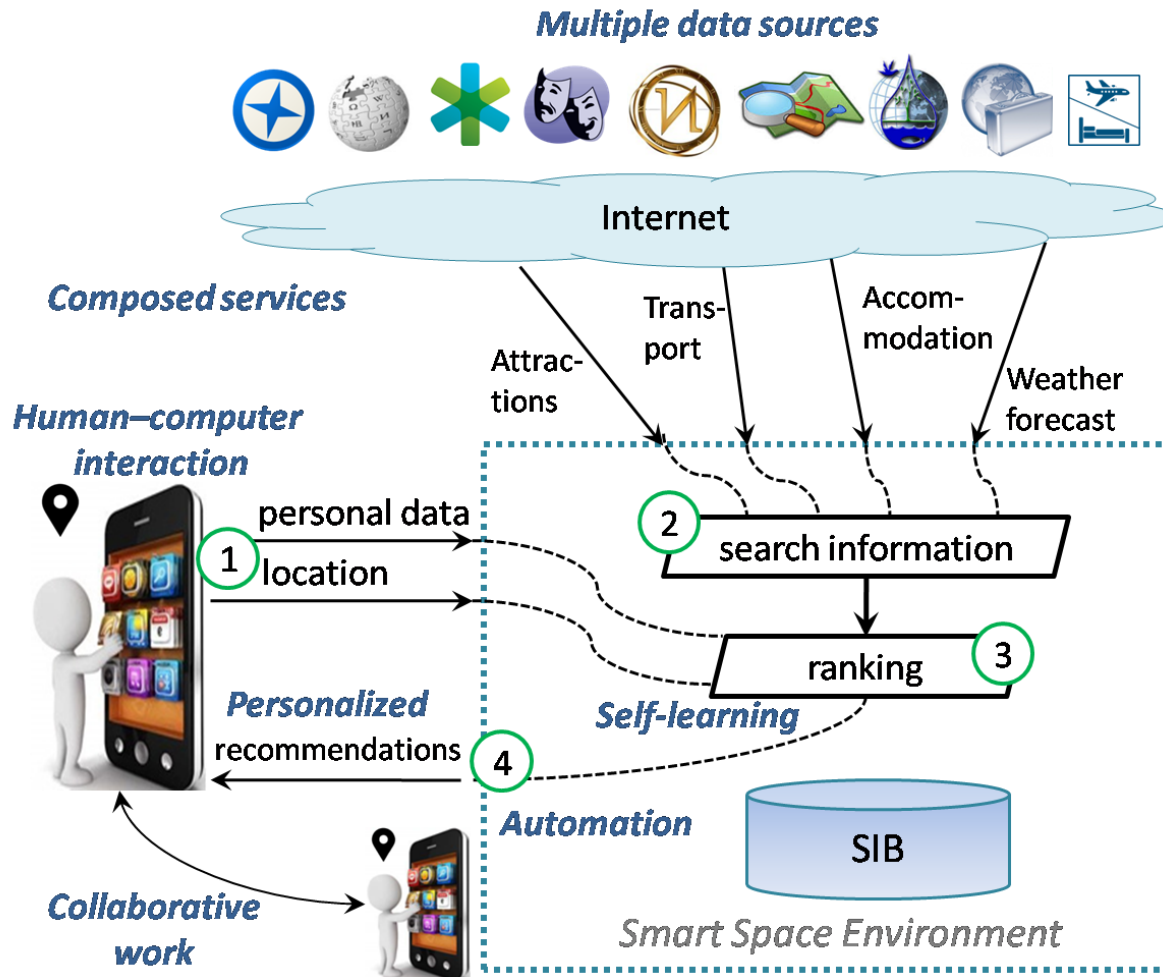 Multiple data sources
Internet
Composed services
Attrac-
tions
Trans-
port
Accom-
modation
Weather
forecast
Human–computer
interaction
1
personal data
location
2
search information
ranking
3
Personalized
recommendations
4
Self-learning
Automation
SIB
Collaborative
work
Smart Space Environment